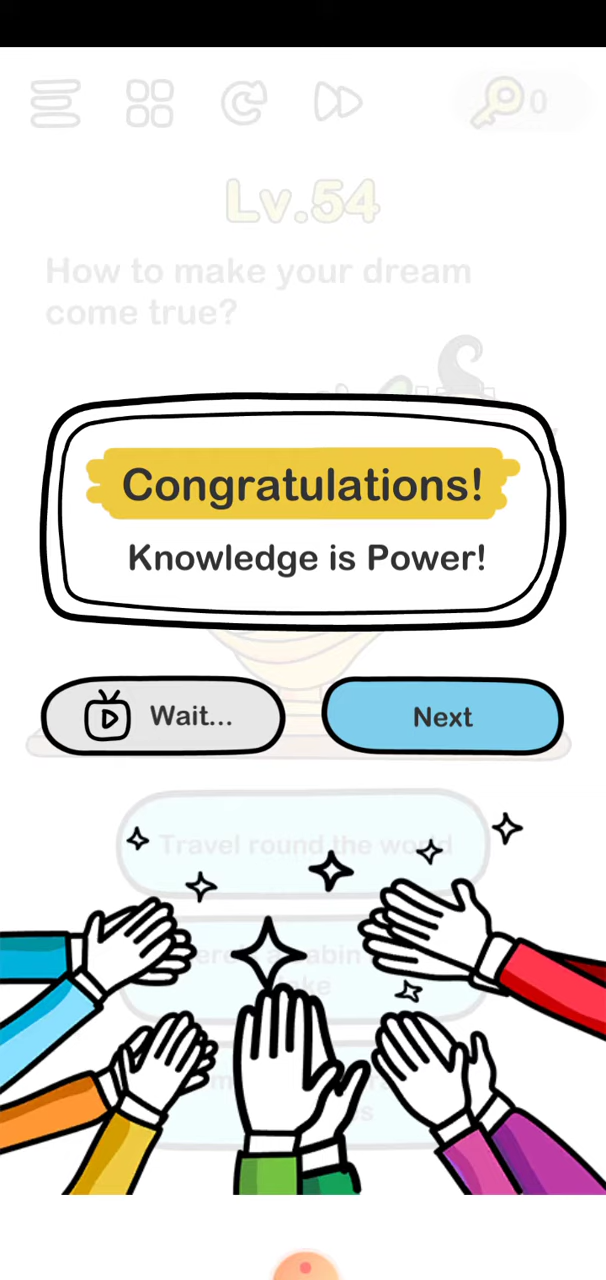 0
Lv.54
How to make your dream
come true?
Congratulations!
Knowledge is Power!
Wait...
Next
Travel round the world